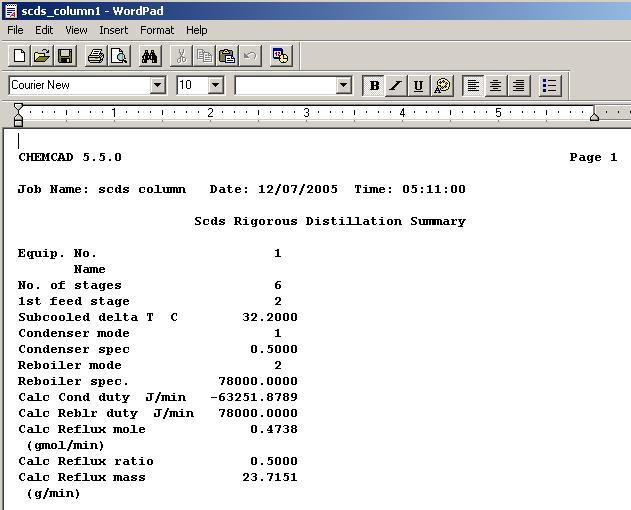 scds_column1 - WordPad
File Edit View Insert Format Help
Courier New 10 B I U
1 2 3 4 5
CHEMCAD 5.5.0 Page 1
Job Name: scds column Date: 12/07/2005 Time: 05:11:00
Scds Rigorous Distillation Summary
Equip. No. 1
Name
No. of stages 6
1st feed stage 2
Subcooled delta T C 32.2000
Condenser mode 1
Condenser spec 0.5000
Reboiler mode 2
Reboiler spec. 78000.0000
Calc Cond duty J/min -63251.8789
Calc Reblr duty J/min 78000.0000
Calc Reflux mole 0.4738
(gmol/min)
Calc Reflux ratio 0.5000
Calc Reflux mass 23.7151
(g/min)